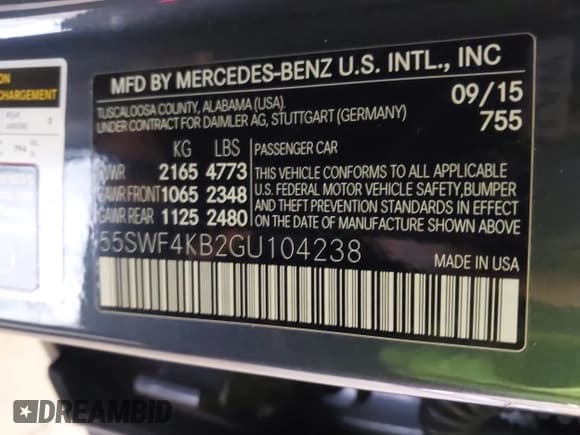 ON
CHARGEMENT
MFD BY MERCEDES-BENZ U.S. INTL., INC
TUSCALOOSA COUNTY, ALABAMA (USA).
UNDER CONTRACT FOR DAIMLER AG, STUTTGART (GERMANY)
09/15
755
KG LBS
GVWR 2165 4773
GAWR FRONT 1065 2348
GAWR REAR 1125 2480
PASSENGER CAR
THIS VEHICLE CONFORMS TO ALL APPLICABLE
U.S. FEDERAL MOTOR VEHICLE SAFETY, BUMPER
AND THEFT PREVENTION STANDARDS IN EFFECT
ON THE DATE OF MANUFACTURE SHOWN ABOVE
55SWF4KB2GU104238
MADE IN USA
DREAMBID